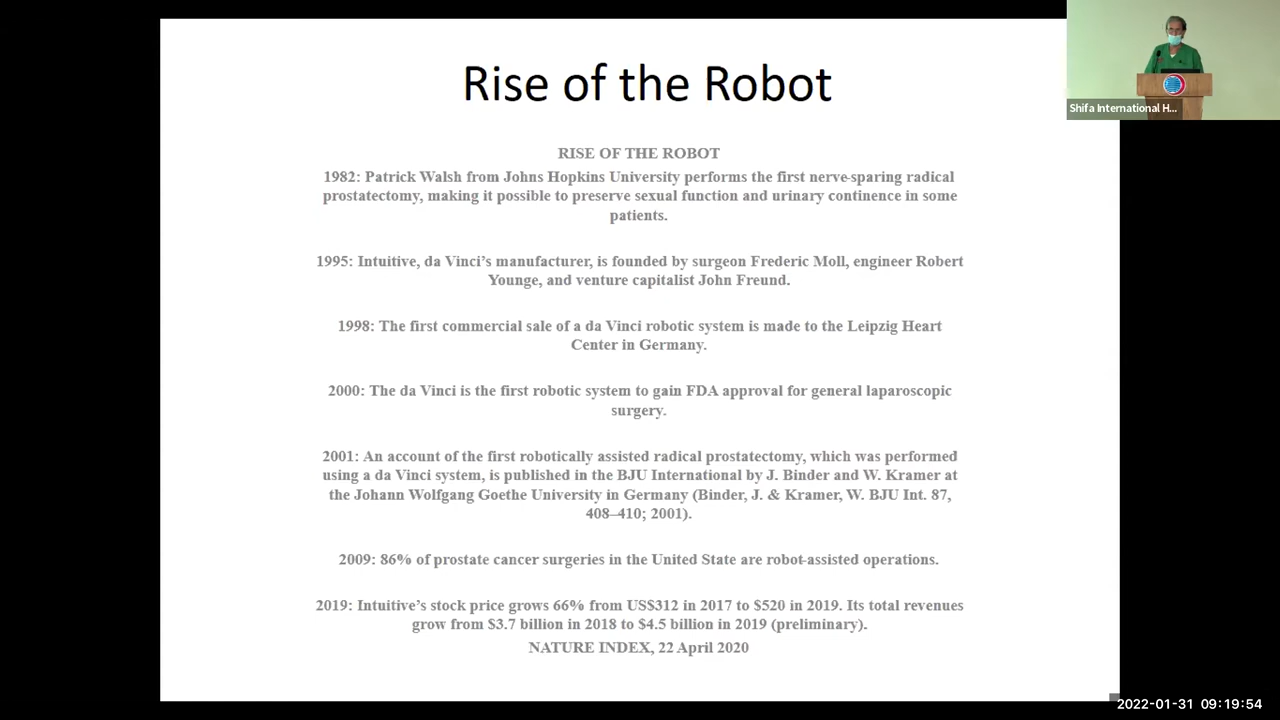 Rise of the Robot
Shifa International H...
RISE OF THE ROBOT
1982: Patrick Walsh from Johns Hopkins University performs the first nerve-sparing radical
prostatectomy, making it possible to preserve sexual function and urinary continence in some
patients.
1995: Intuitive, da Vinci’s manufacturer, is founded by surgeon Frederic Moll, engineer Robert
Younge, and venture capitalist John Freund.
1998: The first commercial sale of a da Vinci robotic system is made to the Leipzig Heart
Center in Germany.
2000: The da Vinci is the first robotic system to gain FDA approval for general laparoscopic
surgery.
2001: An account of the first robotically assisted radical prostatectomy, which was performed
using a da Vinci system, is published in the BJU International by J. Binder and W. Kramer at
the Johann Wolfgang Goethe University in Germany (Binder, J. & Kramer, W. BJU Int. 87,
408–410; 2001).
2009: 86% of prostate cancer surgeries in the United State are robot-assisted operations.
2019: Intuitive’s stock price grows 66% from US$312 in 2017 to $520 in 2019. Its total revenues
grow from $3.7 billion in 2018 to $4.5 billion in 2019 (preliminary).
NATURE INDEX, 22 April 2020
2022-01-31 09:19:54